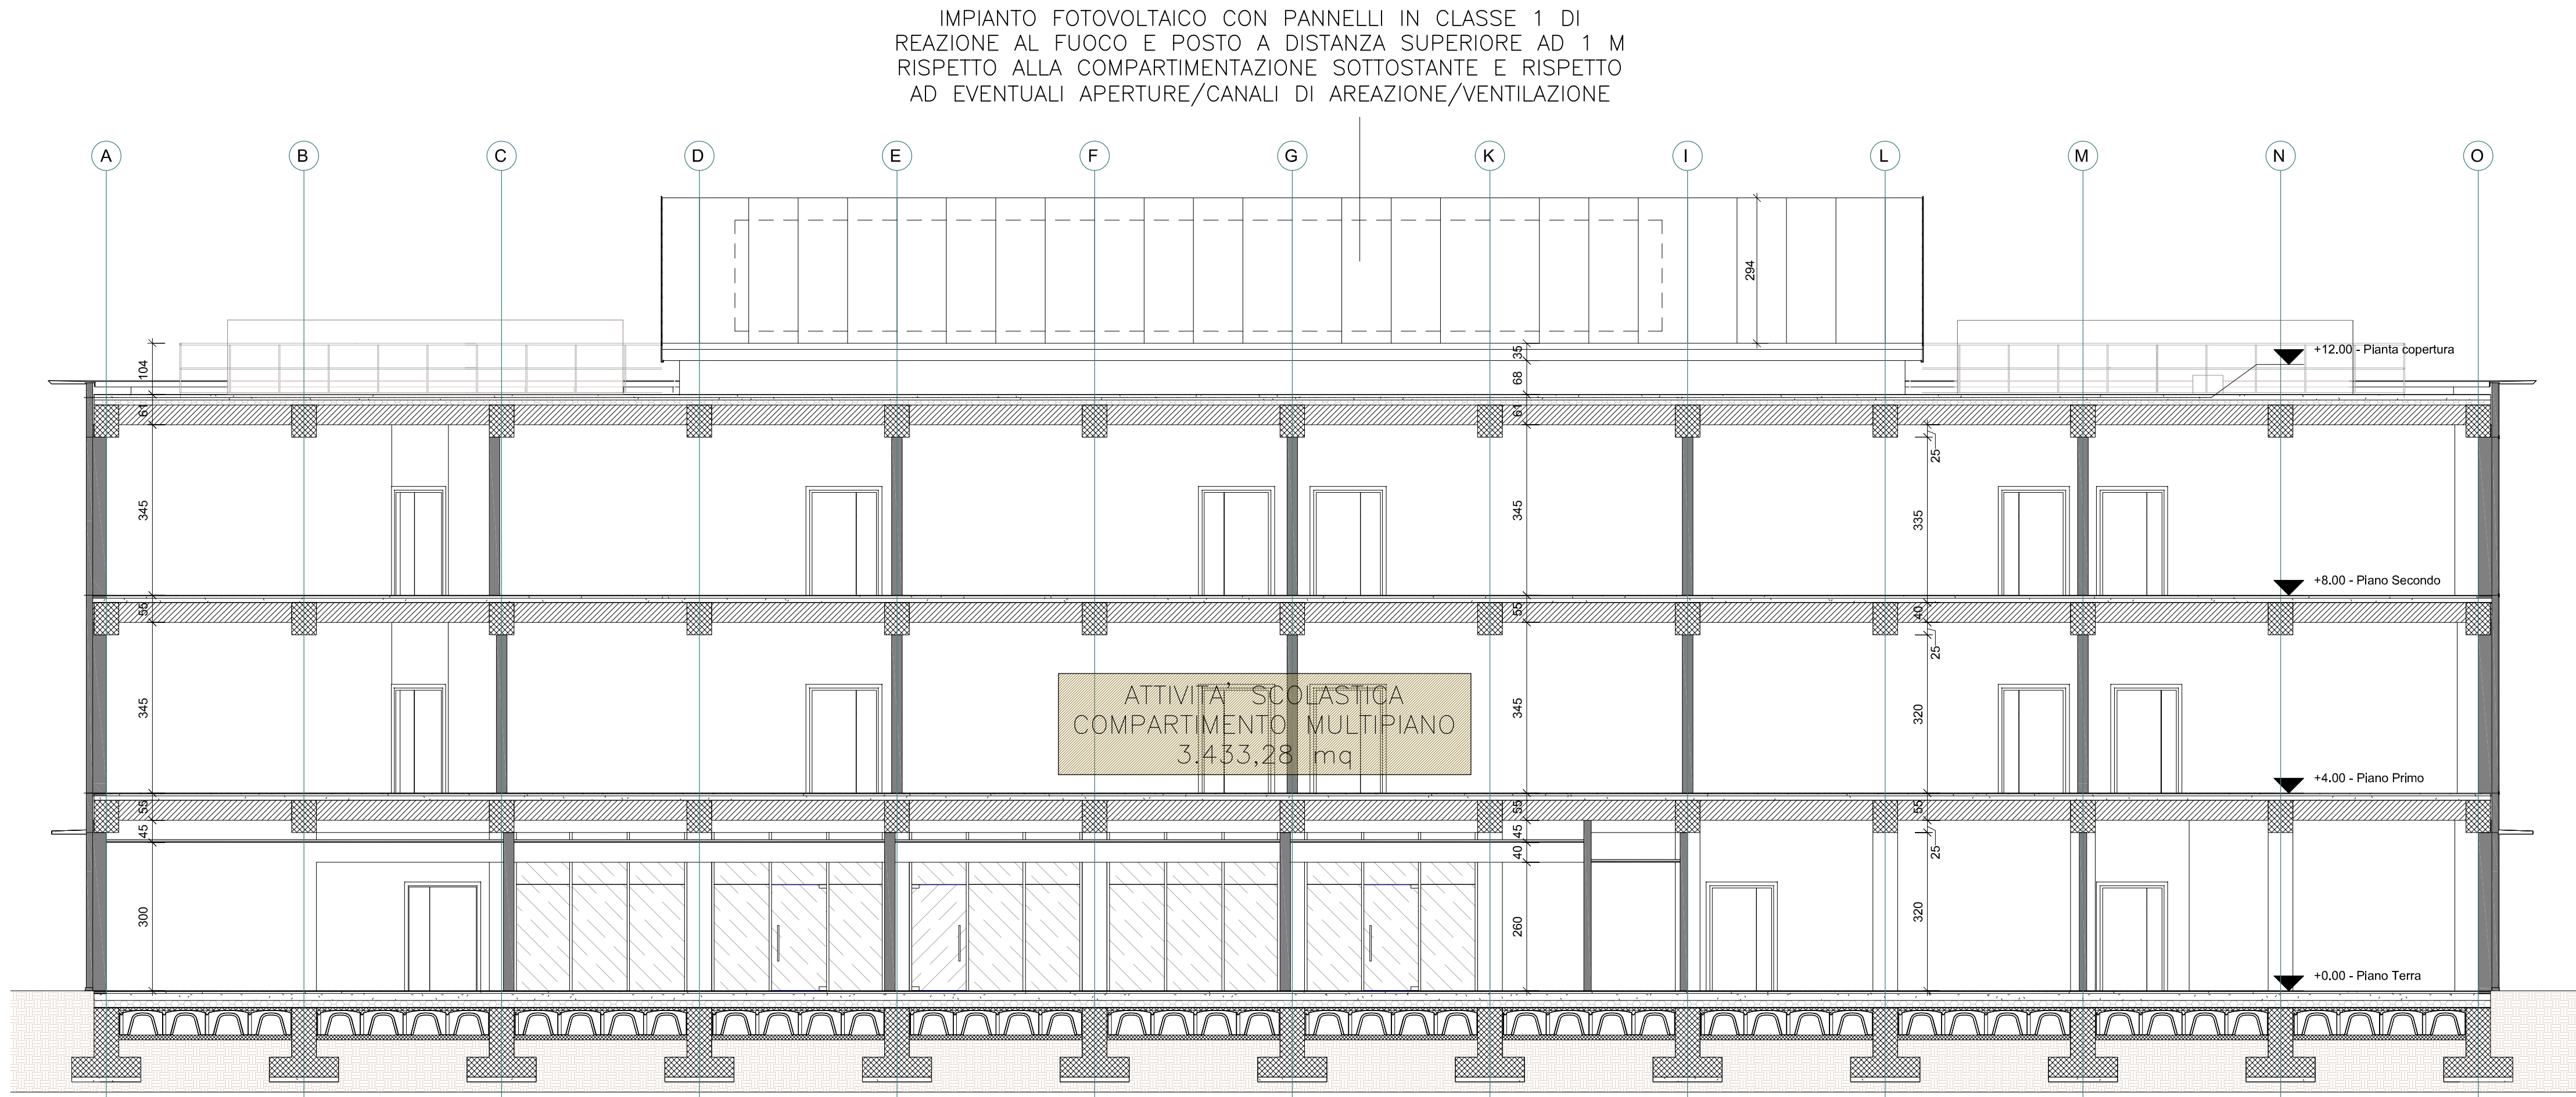 IMPIANTO FOTOVOLTAICO CON PANNELLI IN CLASSE 1 DI
REAZIONE AL FUOCO E POSTO A DISTANZA SUPERIORE AD 1 M
RISPETTO ALLA COMPARTIMENTAZIONE SOTTOSTANTE E RISPETTO
AD EVENTUALI APERTURE/CANALI DI AREAZIONE/VENTILAZIONE
A B C D E F G K I L M N O
294
104
35
68
+12.00 - Pianta copertura
61
61
25
345
345
335
+8.00 - Piano Secondo
55
55
40
25
345
ATTIVITA' SCOLASTICA
COMPARTIMENTO MULTIPIANO
3.433,28 mq
345
320
+4.00 - Piano Primo
55
55
55
45
45
40
25
300
260
320
+0.00 - Piano Terra